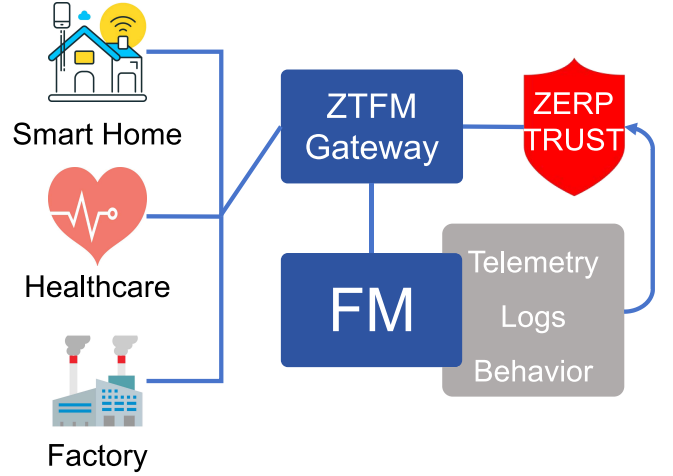 Smart Home
Healthcare
Factory
ZTFM
Gateway
FM
ZERP
TRUST
Telemetry
Logs
Behavior